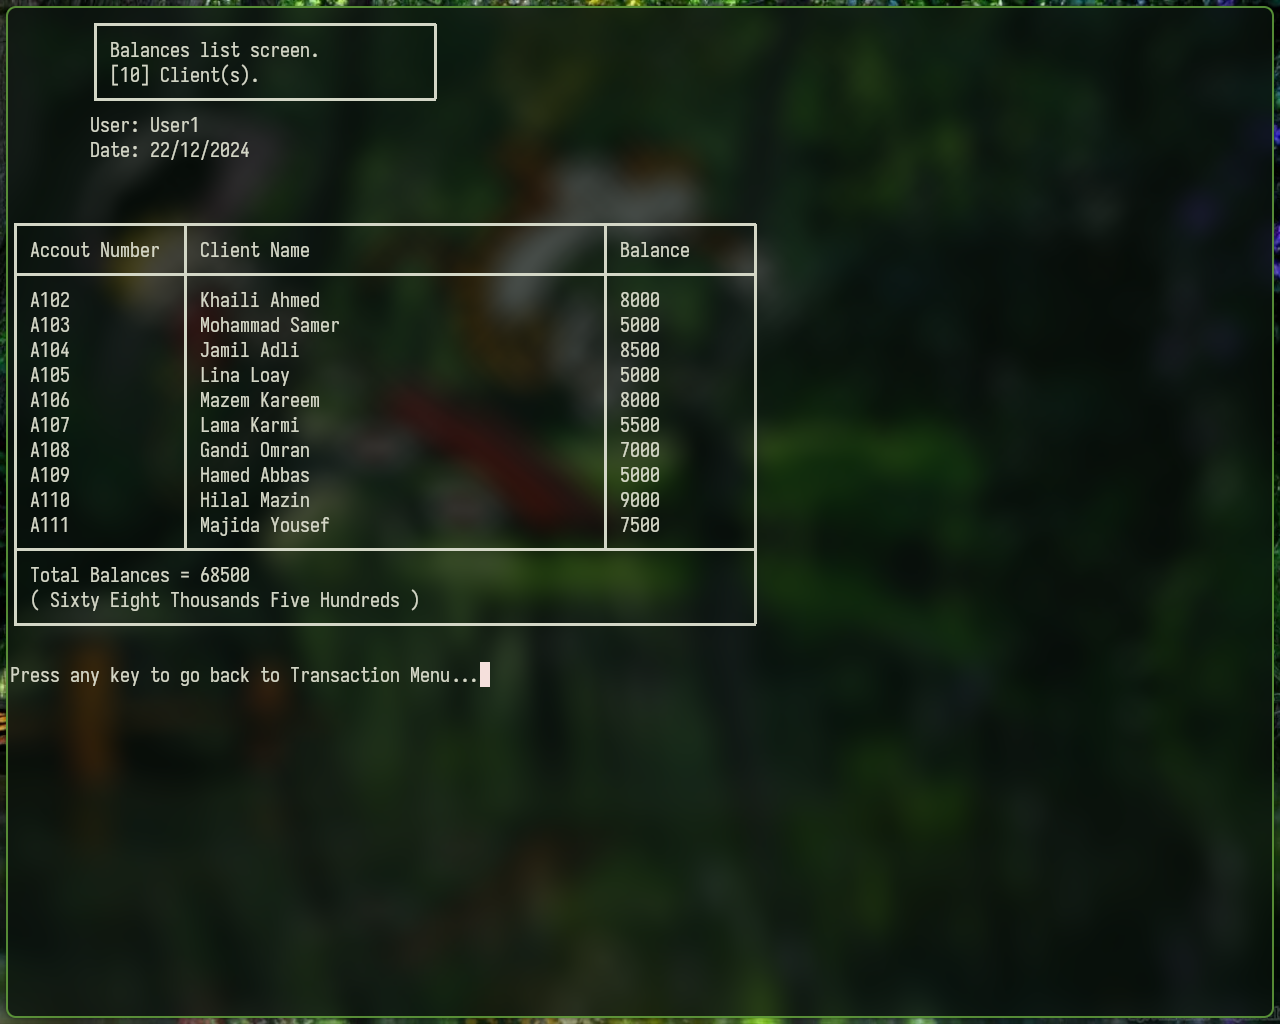 Balances list screen.
[10] Client(s).
User: User1
Date: 22/12/2024
Accout Number Client Name Balance
A102 Khaili Ahmed 8000
A103 Mohammad Samer 5000
A104 Jamil Adli 8500
A105 Lina Loay 5000
A106 Mazem Kareem 8000
A107 Lama Karmi 5500
A108 Gandi Omran 7000
A109 Hamed Abbas 5000
A110 Hilal Mazin 9000
A111 Majida Yousef 7500
Total Balances = 68500
( Sixty Eight Thousands Five Hundreds )
Press any key to go back to Transaction Menu...